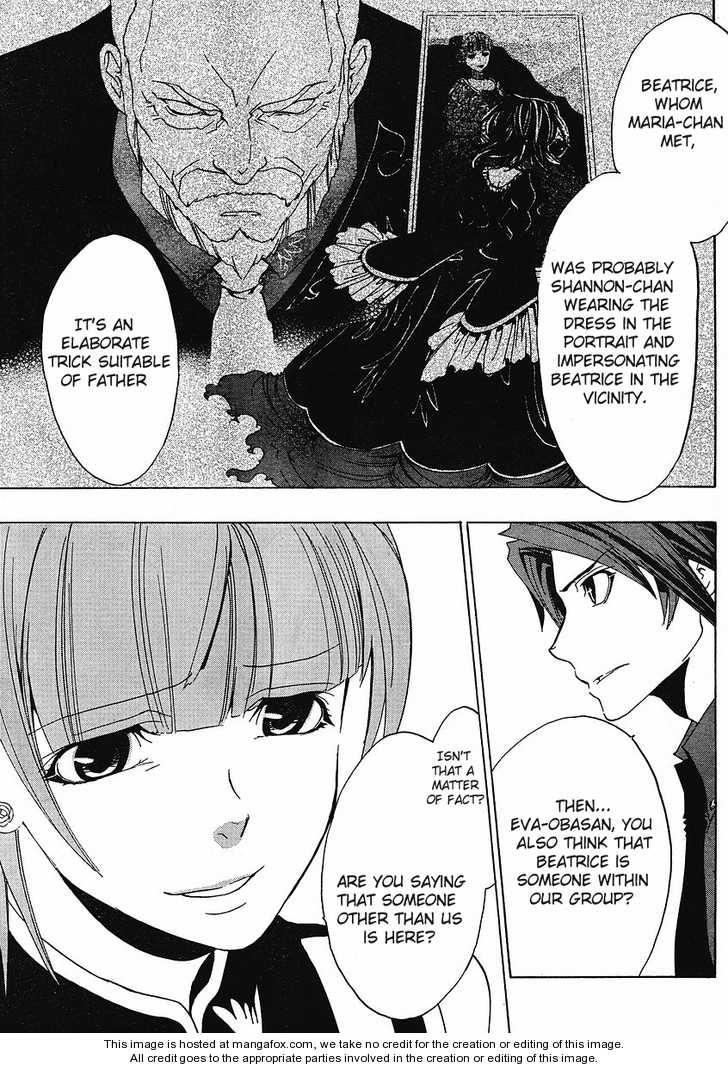 BEATRICE,
WHOM
MARIA-CHAN
MET,
WAS PROBABLY
SHANNON-CHAN
WEARING THE
DRESS IN THE
PORTRAIT AND
IMPERSONATING
BEATRICE IN THE
VICINITY.
IT'S AN
ELABORATE
TRICK SUITABLE
OF FATHER
THEN...
EVA-OBASAN, YOU
ALSO THINK THAT
BEATRICE IS
SOMEONE WITHIN
OUR GROUP?
ISN'T
THAT A
MATTER
OF FACT?
ARE YOU SAYING
THAT SOMEONE
OTHER THAN US
IS HERE?
This image is hosted at mangafox.com, we take no credit for the creation or editing of this image.
All credit goes to the appropriate parties involved in the creation or editing of this image.